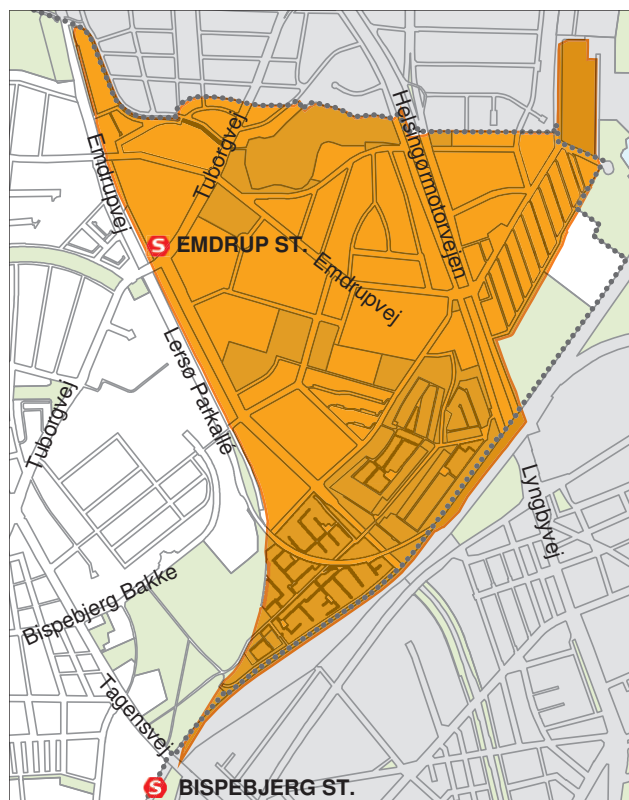 Helsingørmotorvejen
Tuborgvej
Emdrupvej
S EMDRUP ST.
Emdrupvej
Lersø Parkallé
Tuborgvej
Lyngbyvej
Bispebjerg Bakke
Tagensvej
S BISPEBJERG ST.